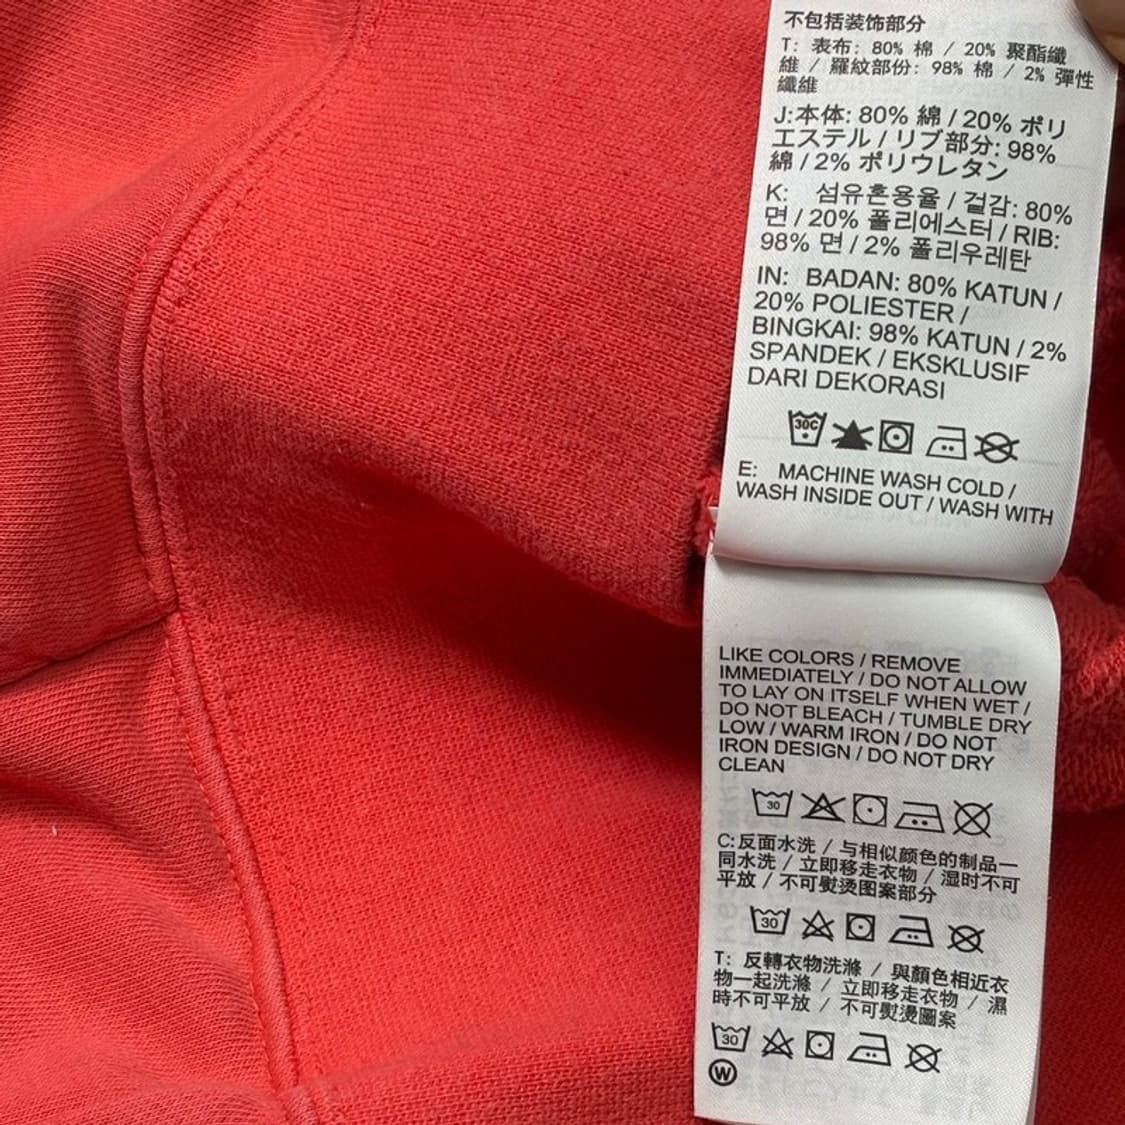 不包括装饰部分
T: 表布: 80% 棉 / 20% 聚酯纖
維 / 羅紋部份: 98% 棉 / 2% 彈性
纖維
J:本体: 80% 綿 / 20% ポリ
エステル / リブ部分: 98%
綿 / 2% ポリウレタン
K: 섬유혼용율 / 겉감: 80%
면 / 20% 폴리에스터 / RIB:
98% 면 / 2% 폴리우레탄
IN: BADAN: 80% KATUN /
20% POLIESTER /
BINGKAI: 98% KATUN / 2%
SPANDEK / EKSKLUSIF
DARI DEKORASI
30C
E: MACHINE WASH COLD /
WASH INSIDE OUT / WASH WITH
LIKE COLORS / REMOVE
IMMEDIATELY / DO NOT ALLOW
TO LAY ON ITSELF WHEN WET /
DO NOT BLEACH / TUMBLE DRY
LOW / WARM IRON / DO NOT
IRON DESIGN / DO NOT DRY
CLEAN
30
C:反面水洗 / 与相似颜色的制品一
同水洗 / 立即移走衣物 / 湿时不可
平放 / 不可熨烫图案部分
30
T: 反轉衣物洗滌 / 與顏色相近衣
物一起洗滌 / 立即移走衣物 / 濕
時不可平放 / 不可熨燙圖案
30
W